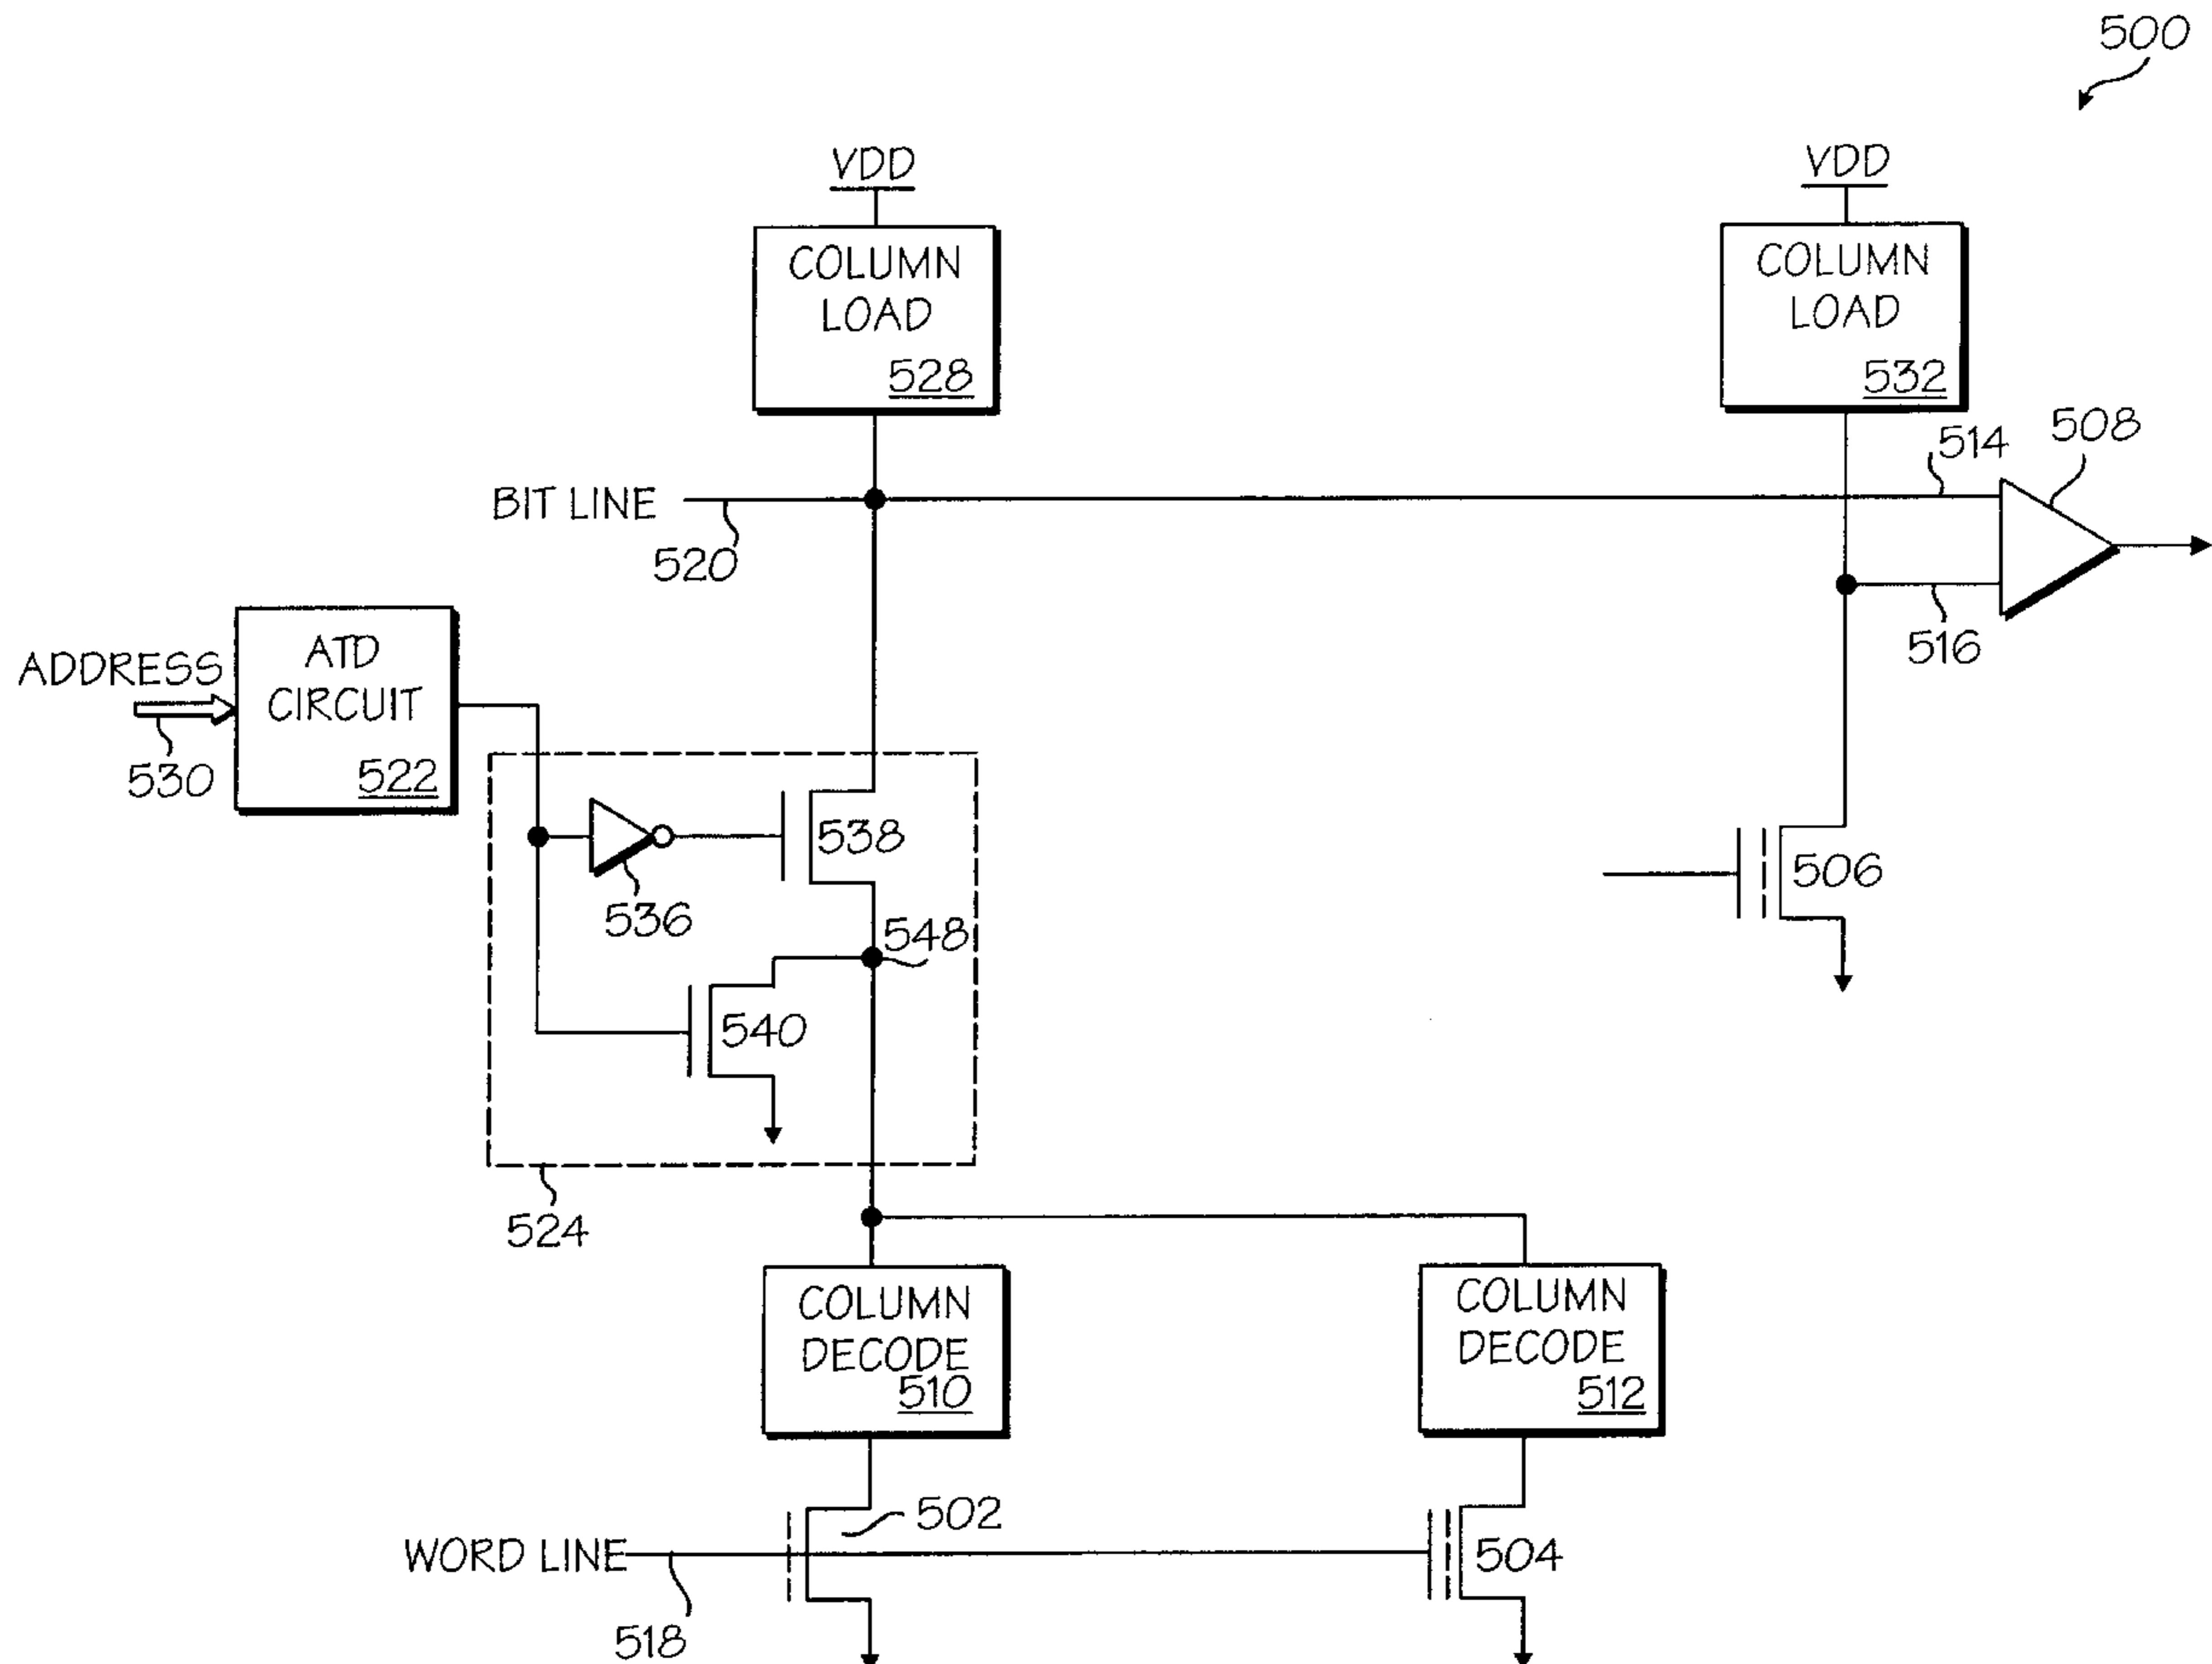 500
VDD
VDD
COLUMN
LOAD
528
COLUMN
LOAD
532
514
508
BIT LINE
520
516
ADDRESS
530
ATD
CIRCUIT
522
536
538
548
540
506
524
COLUMN
DECODE
510
COLUMN
DECODE
512
502
WORD LINE
504
518